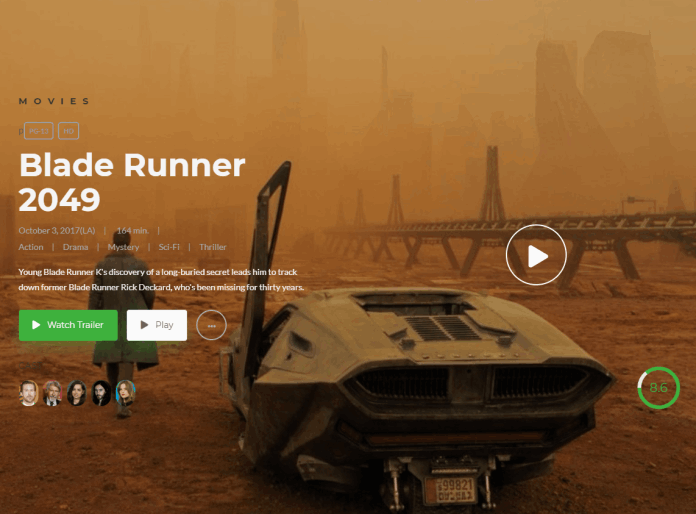 MOVIES
PG-13 HD
Blade Runner
2049
October 3, 2017(LA) | 164 min. |
Action | Drama | Mystery | Sci-Fi | Thriller
Young Blade Runner K's discovery of a long-buried secret leads him to track
down former Blade Runner Rick Deckard, who's been missing for thirty years.
Watch Trailer Play ...
8.6
99821